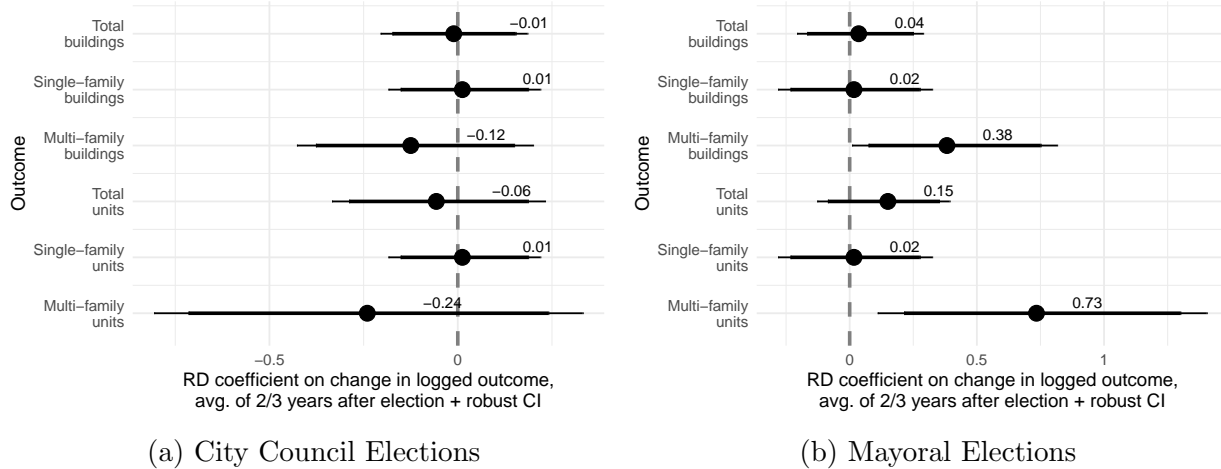 Outcome
Total
buildings
Single−family
buildings
Multi−family
buildings
Total
units
Single−family
units
Multi−family
units
−0.01
0.01
−0.12
−0.06
0.01
−0.24
−0.5
0
RD coefficient on change in logged outcome,
avg. of 2/3 years after election + robust CI
(a) City Council Elections
Outcome
Total
buildings
Single−family
buildings
Multi−family
buildings
Total
units
Single−family
units
Multi−family
units
0.04
0.02
0.38
0.15
0.02
0.73
0
0.5
1
RD coefficient on change in logged outcome,
avg. of 2/3 years after election + robust CI
(b) Mayoral Elections